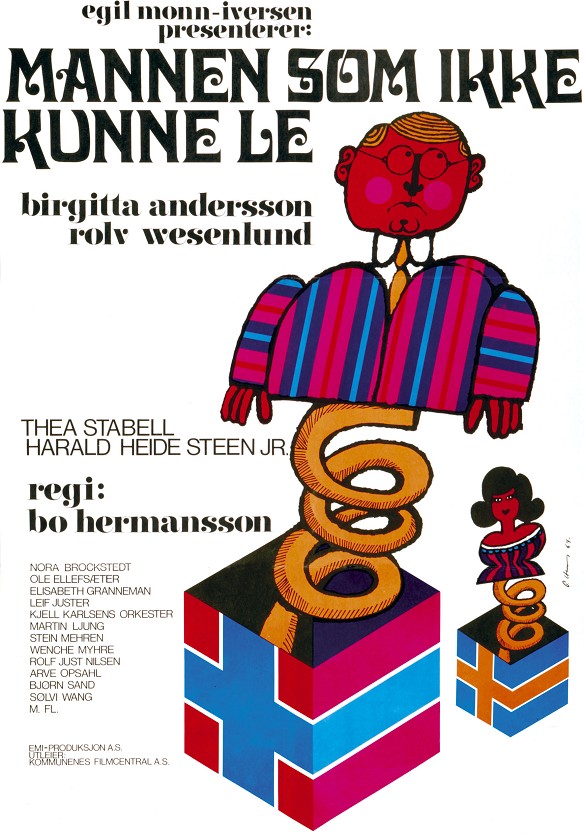 egil monn-iversen
presenterer:
MANNEN SOM IKKE
KUNNE LE
birgitta andersson
rolv wesenlund
THEA STABELL
HARALD HEIDE STEEN JR.
regi:
bo hermansson
NORA BROCKSTEDT
OLE ELLEFSÆTER
ELISABETH GRANNEMAN
LEIF JUSTER
KJELL KARLSENS ORKESTER
MARTIN LJUNG
STEIN MEHREN
WENCHE MYHRE
ROLF JUST NILSEN
ARVE OPSAHL
BJØRN SAND
SØLVI WANG
M. FL.
EMI-PRODUKSJON A.S.
UTLEIER:
KOMMUNENES FILMCENTRAL A.S.